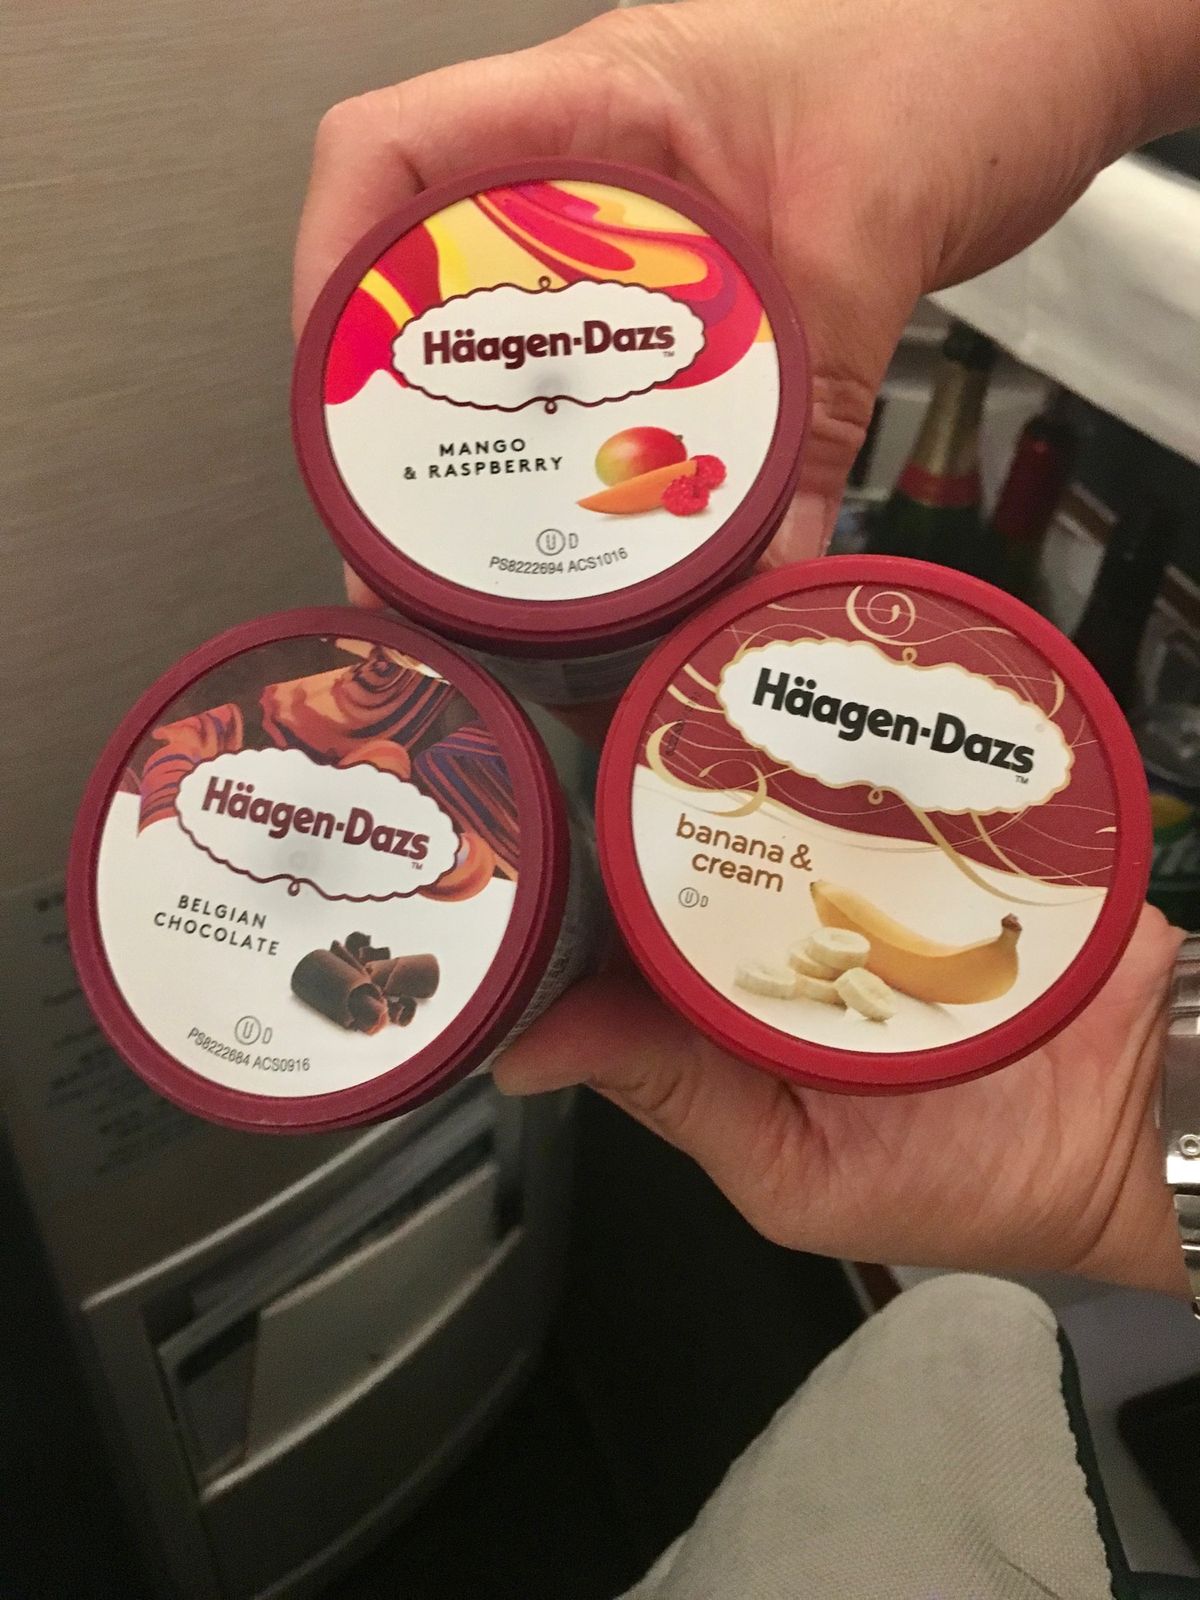 Häagen-Dazs
TM
MANGO
& RASPBERRY
U D
PS8222694 ACS1016
Häagen-Dazs
TM
BELGIAN
CHOCOLATE
U D
PS8222684 ACS0916
Häagen-Dazs
TM
banana &
cream
U D